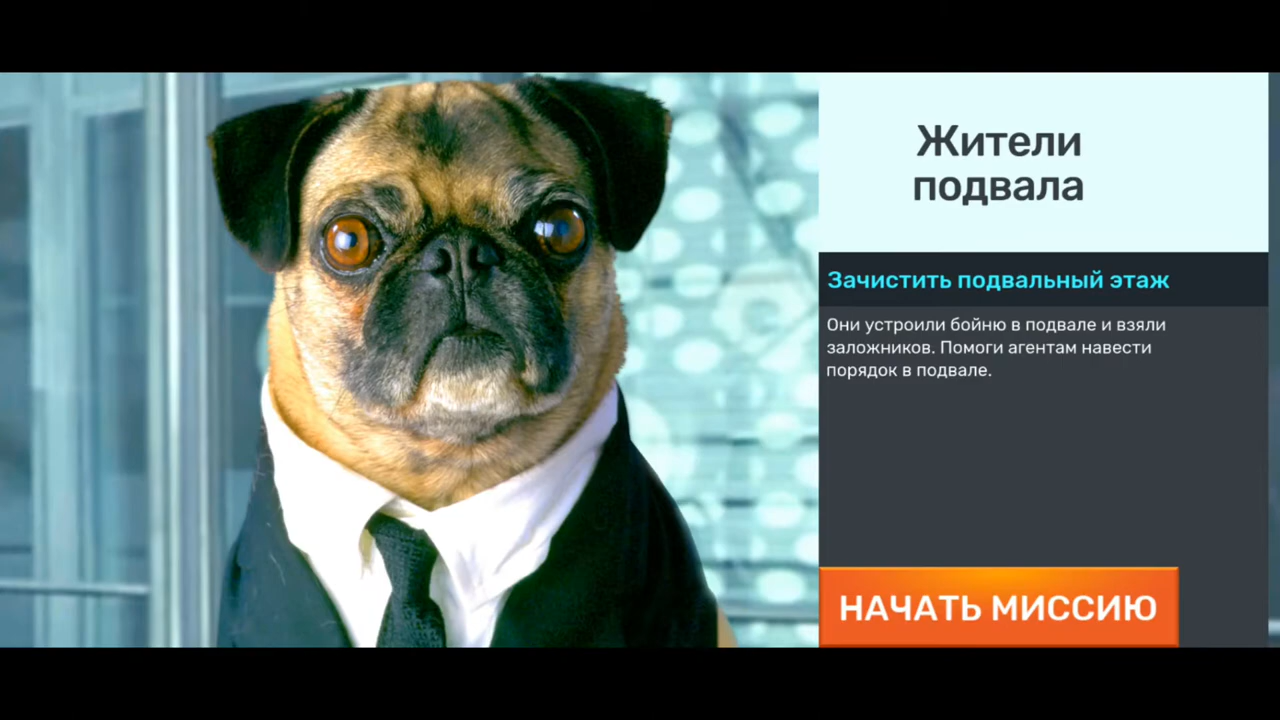 Жители
подвала
Зачистить подвальный этаж
Они устроили бойню в подвале и взяли
заложников. Помоги агентам навести
порядок в подвале.
НАЧАТЬ МИССИЮ